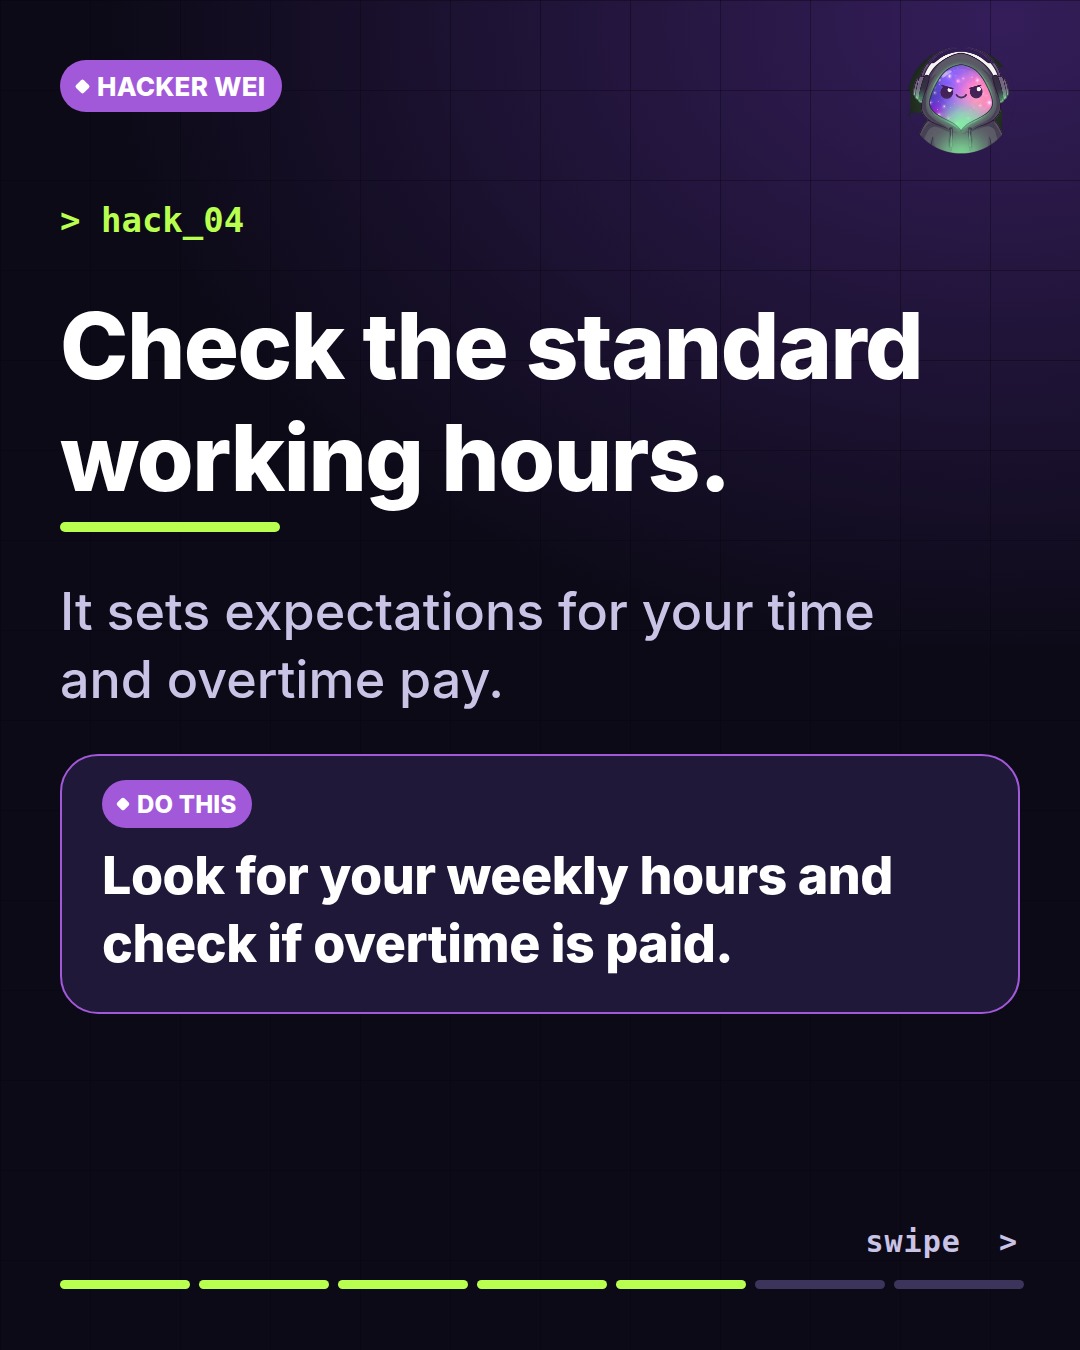 HACKER WEI
> hack_04
Check the standard
working hours.
It sets expectations for your time
and overtime pay.
DO THIS
Look for your weekly hours and
check if overtime is paid.
swipe >